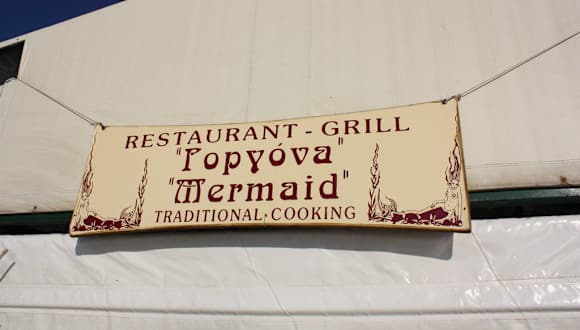 RESTAURANT - GRILL
"Γοργόνα"
"Mermaid"
TRADITIONAL · COOKING